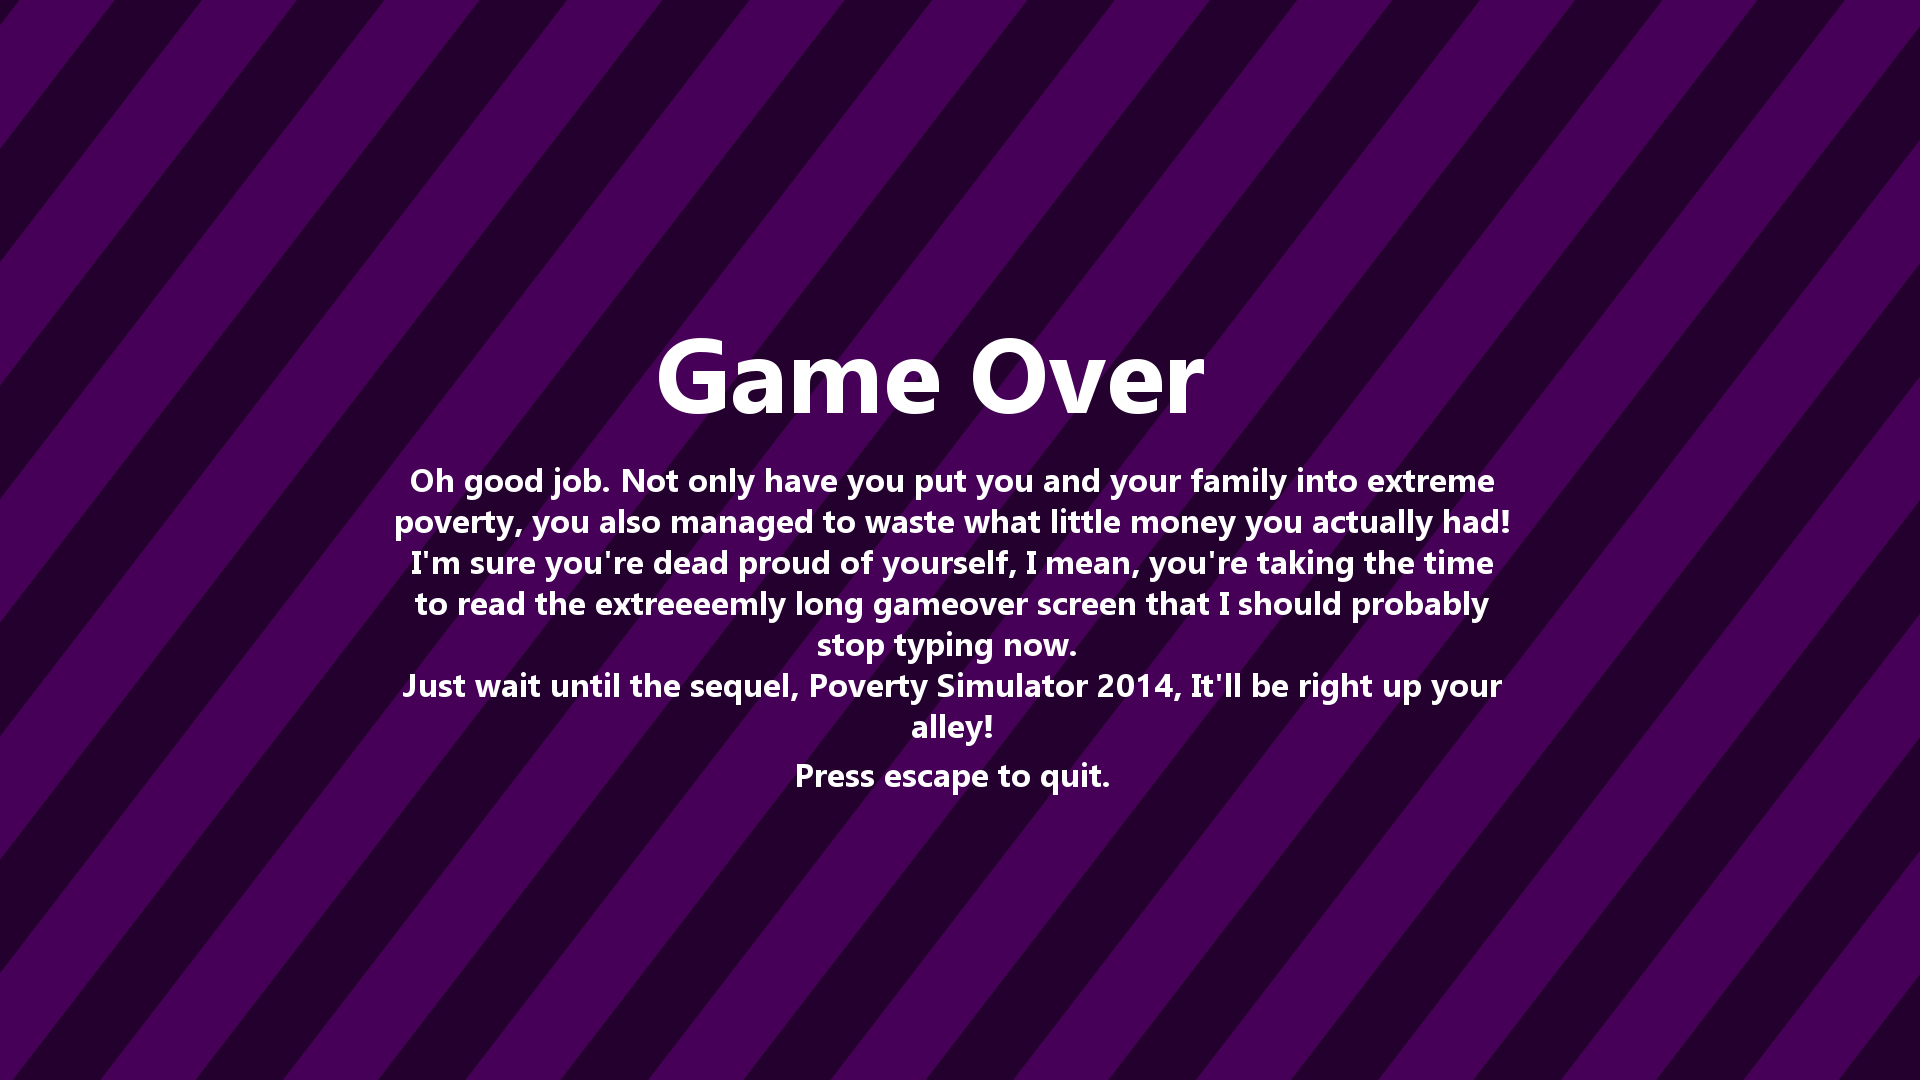 Game Over
Oh good job. Not only have you put you and your family into extreme
poverty, you also managed to waste what little money you actually had!
I'm sure you're dead proud of yourself, I mean, you're taking the time
to read the extreeeemly long gameover screen that I should probably
stop typing now.
Just wait until the sequel, Poverty Simulator 2014, It'll be right up your
alley!
Press escape to quit.